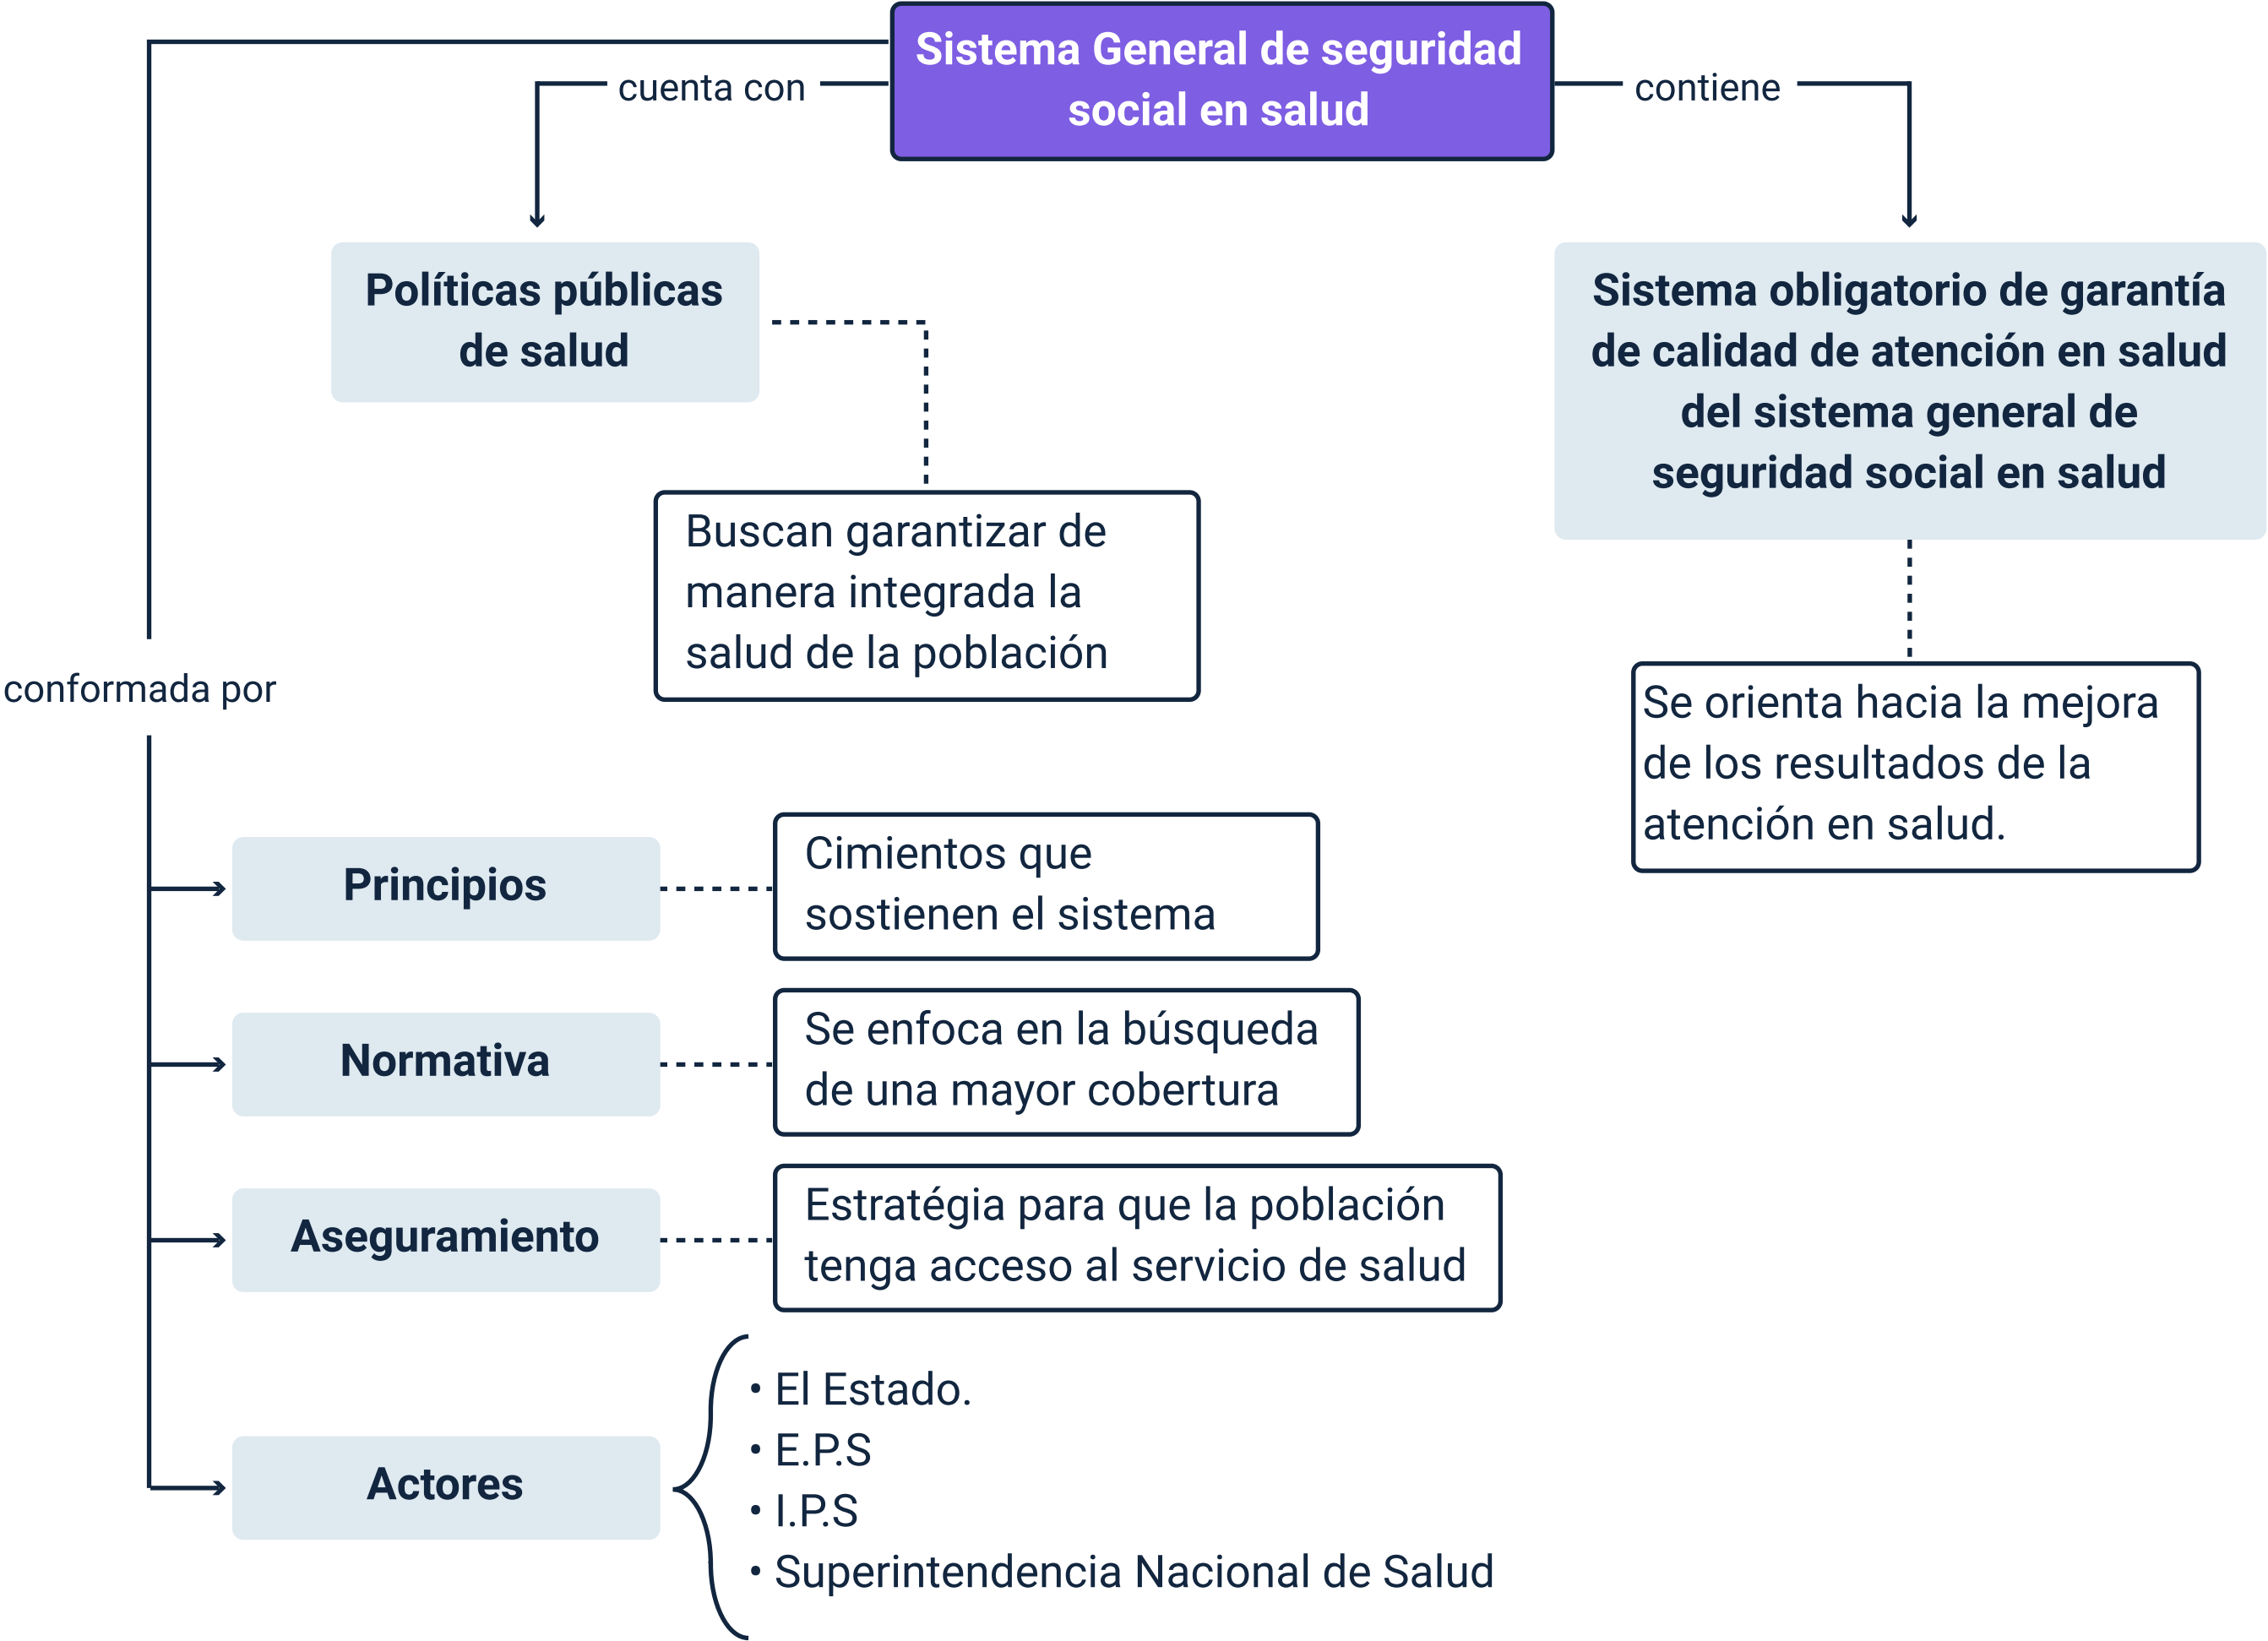 Sistema General de seguridad
social en salud
cuenta con
contiene
Políticas públicas
de salud
Sistema obligatorio de garantía
de calidad de atención en salud
del sistema general de
seguridad social en salud
Buscan garantizar de
manera integrada la
salud de la población
conformada por
Se orienta hacia la mejora
de los resultados de la
atención en salud.
Principios
Cimientos que
sostienen el sistema
Normativa
Se enfoca en la búsqueda
de una mayor cobertura
Aseguramiento
Estratégia para que la población
tenga acceso al servicio de salud
Actores
• El Estado.
• E.P.S
• I.P.S
• Superintendencia Nacional de Salud